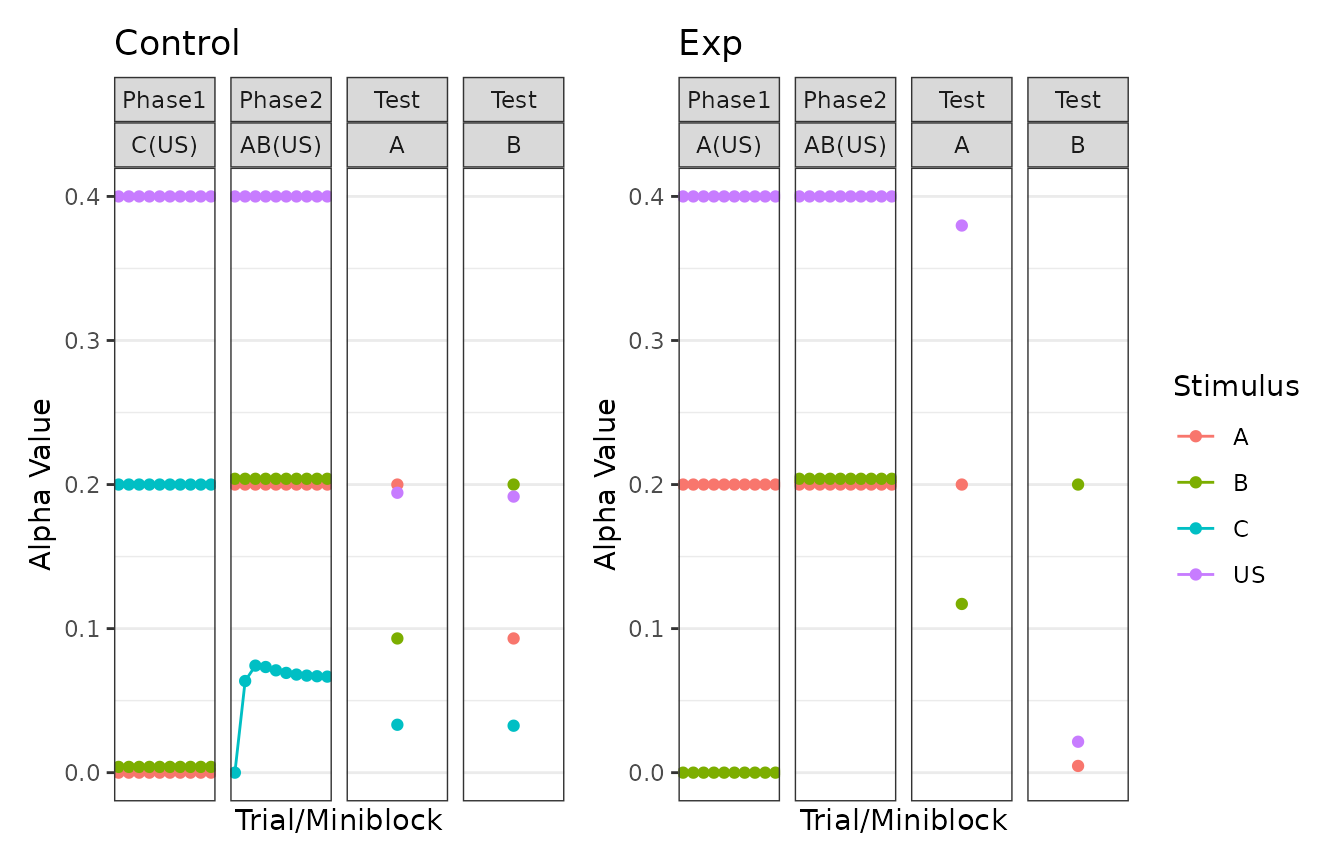 Control
Exp
Phase1 Phase2 Test Test
C(US) AB(US) A B
Phase1 Phase2 Test Test
A(US) AB(US) A B
Alpha Value
0.4
0.3
0.2
0.1
0.0
Trial/Miniblock
Alpha Value
0.4
0.3
0.2
0.1
0.0
Trial/Miniblock
Stimulus
A
B
C
US